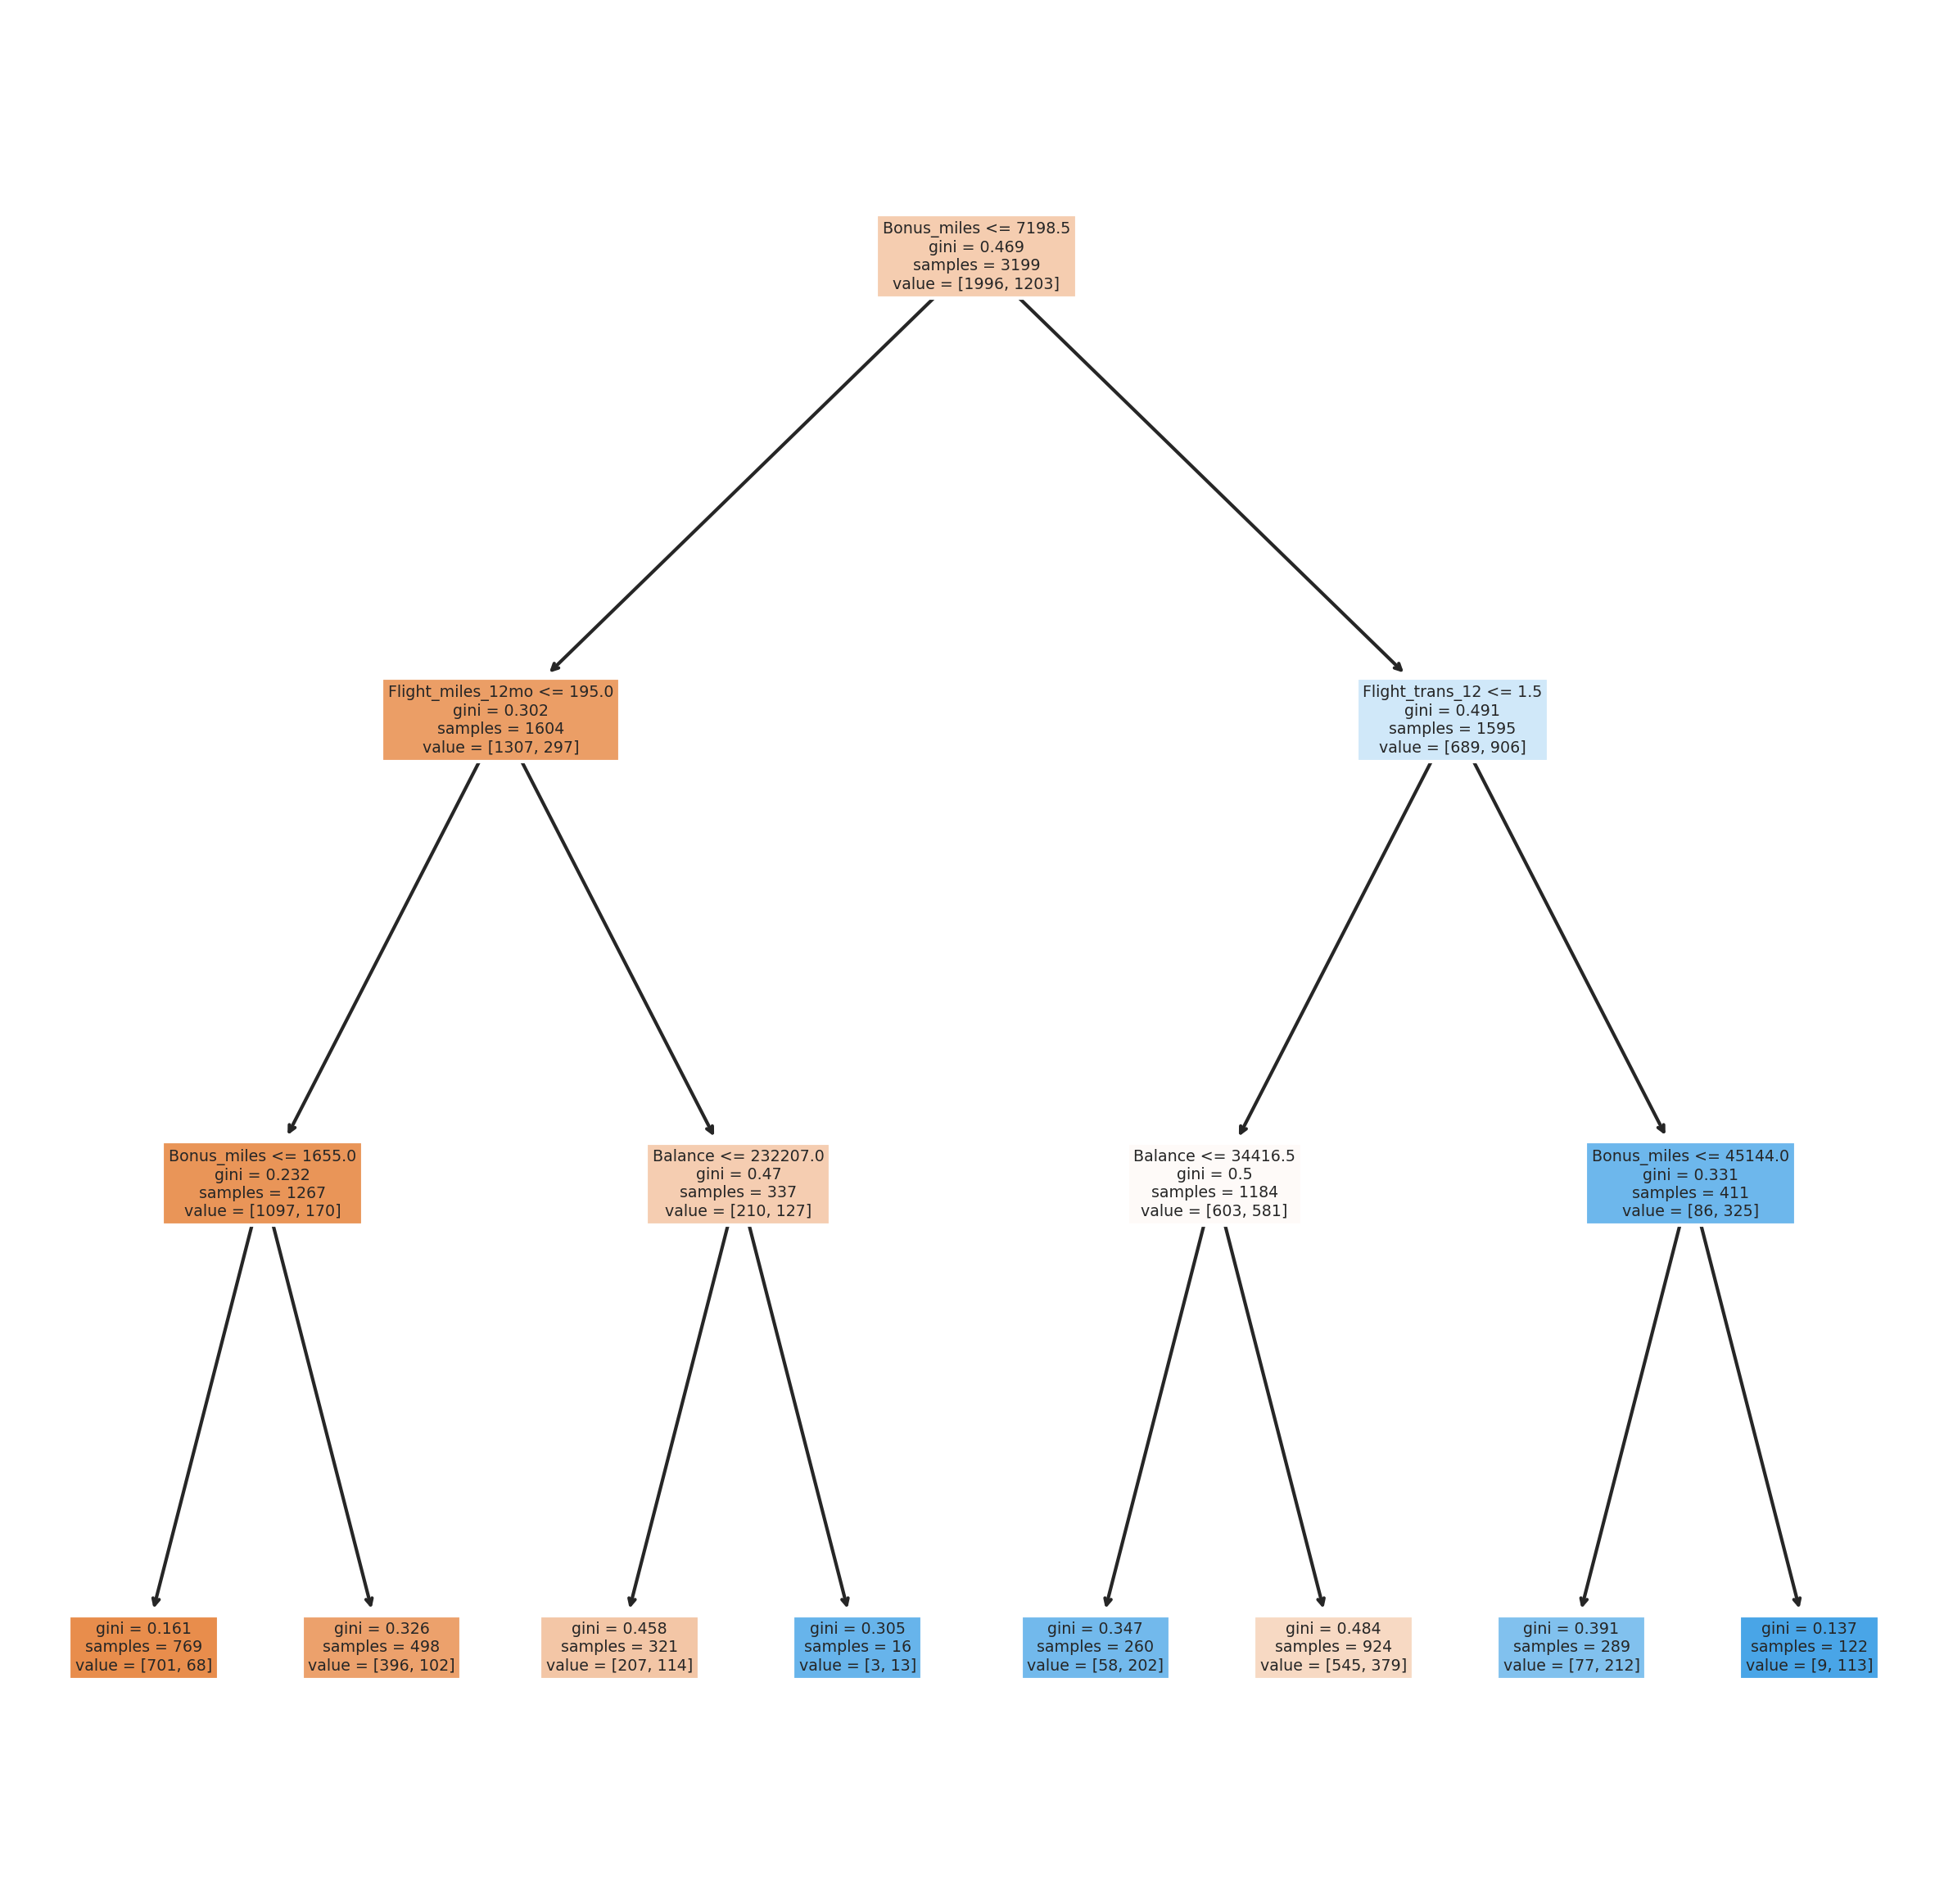 Bonus_miles <= 7198.5
gini = 0.469
samples = 3199
value = [1996, 1203]
Flight_miles_12mo <= 195.0
gini = 0.302
samples = 1604
value = [1307, 297]
Flight_trans_12 <= 1.5
gini = 0.491
samples = 1595
value = [689, 906]
Bonus_miles <= 1655.0
gini = 0.232
samples = 1267
value = [1097, 170]
Balance <= 232207.0
gini = 0.47
samples = 337
value = [210, 127]
Balance <= 34416.5
gini = 0.5
samples = 1184
value = [603, 581]
Bonus_miles <= 45144.0
gini = 0.331
samples = 411
value = [86, 325]
gini = 0.161
samples = 769
value = [701, 68]
gini = 0.326
samples = 498
value = [396, 102]
gini = 0.458
samples = 321
value = [207, 114]
gini = 0.305
samples = 16
value = [3, 13]
gini = 0.347
samples = 260
value = [58, 202]
gini = 0.484
samples = 924
value = [545, 379]
gini = 0.391
samples = 289
value = [77, 212]
gini = 0.137
samples = 122
value = [9, 113]